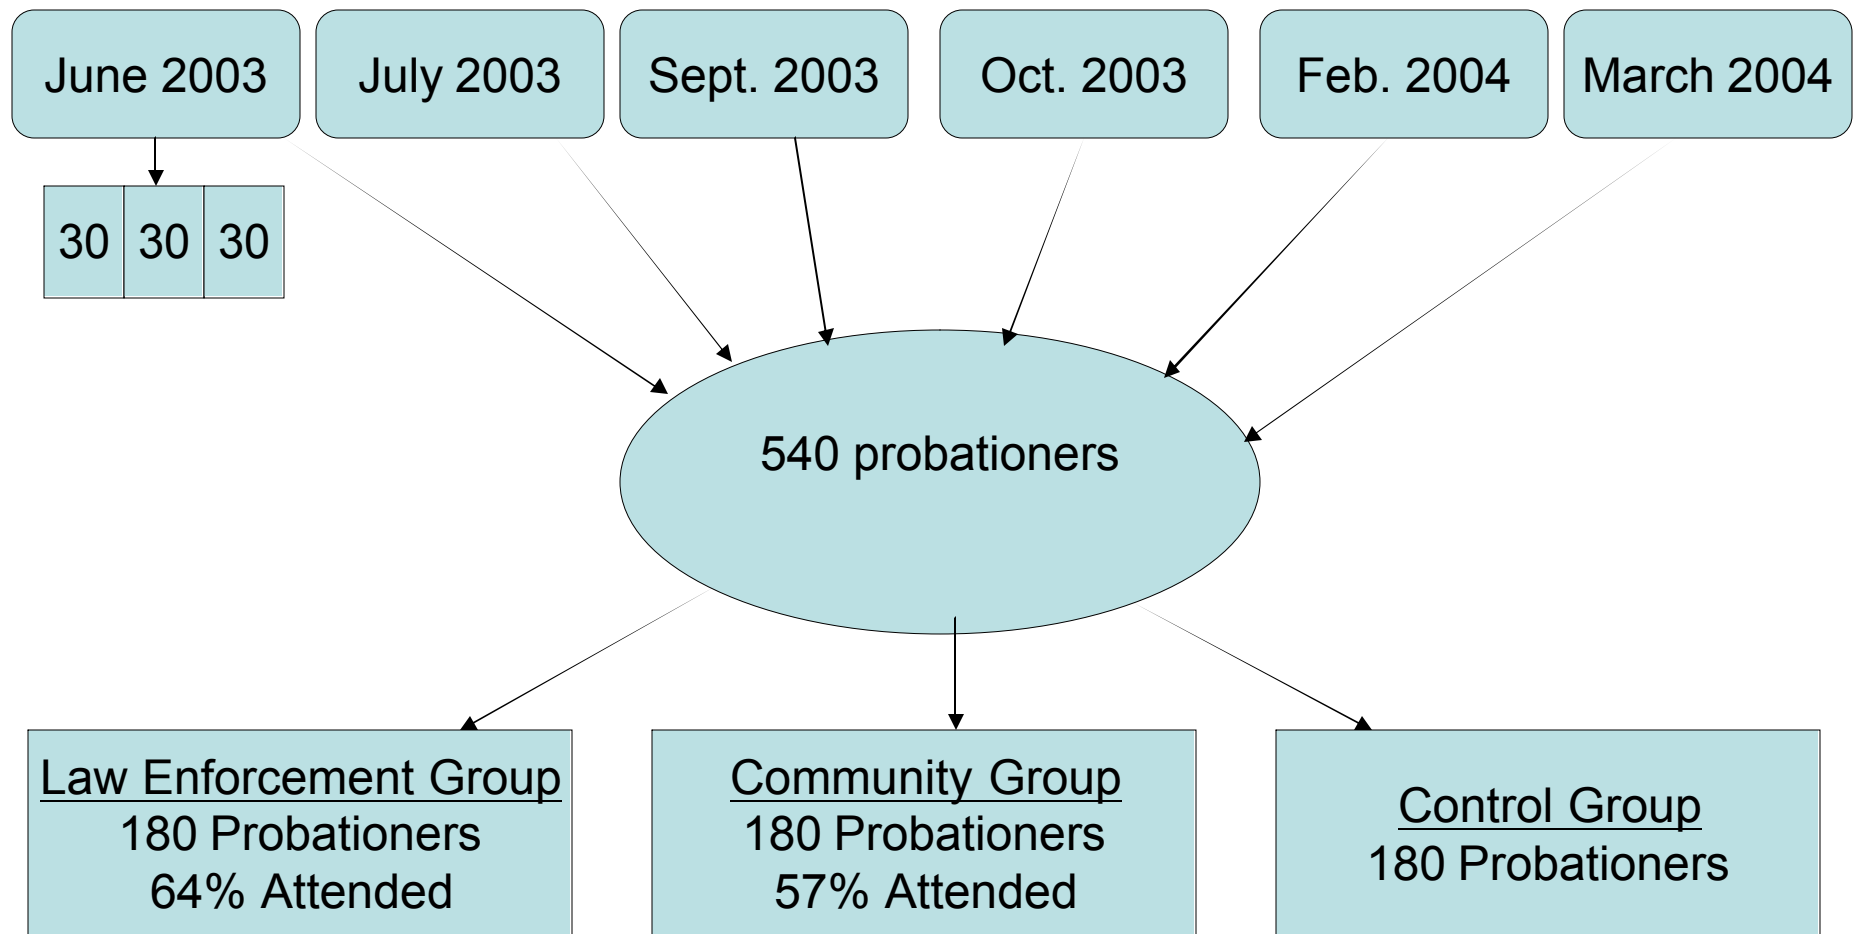 June 2003
July 2003
Sept. 2003
Oct. 2003
Feb. 2004
March 2004
30 30 30
540 probationers
Law Enforcement Group
180 Probationers
64% Attended
Community Group
180 Probationers
57% Attended
Control Group
180 Probationers